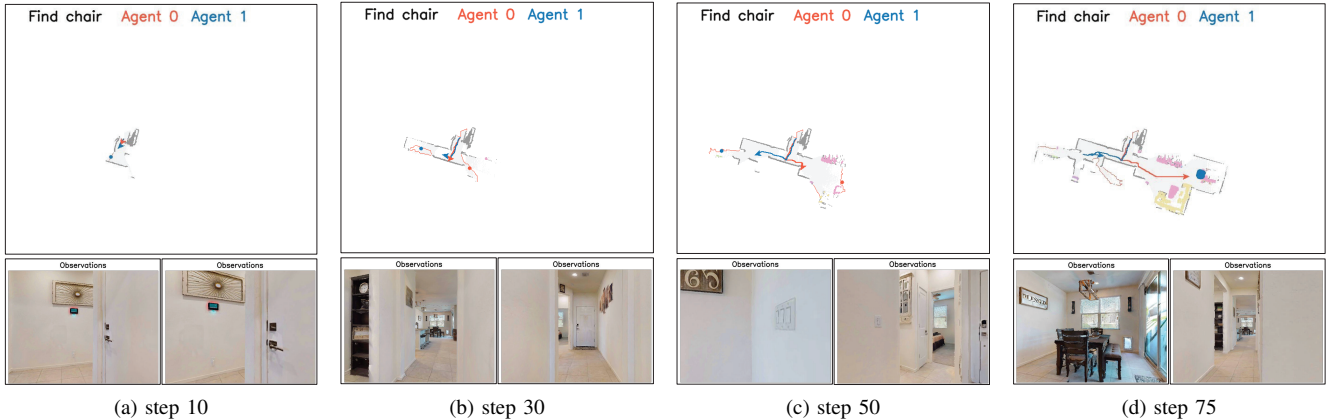 Find chair Agent 0 Agent 1
Observations Observations
(a) step 10
Find chair Agent 0 Agent 1
Observations Observations
(b) step 30
Find chair Agent 0 Agent 1
Observations Observations
65
(c) step 50
Find chair Agent 0 Agent 1
Observations Observations
(d) step 75